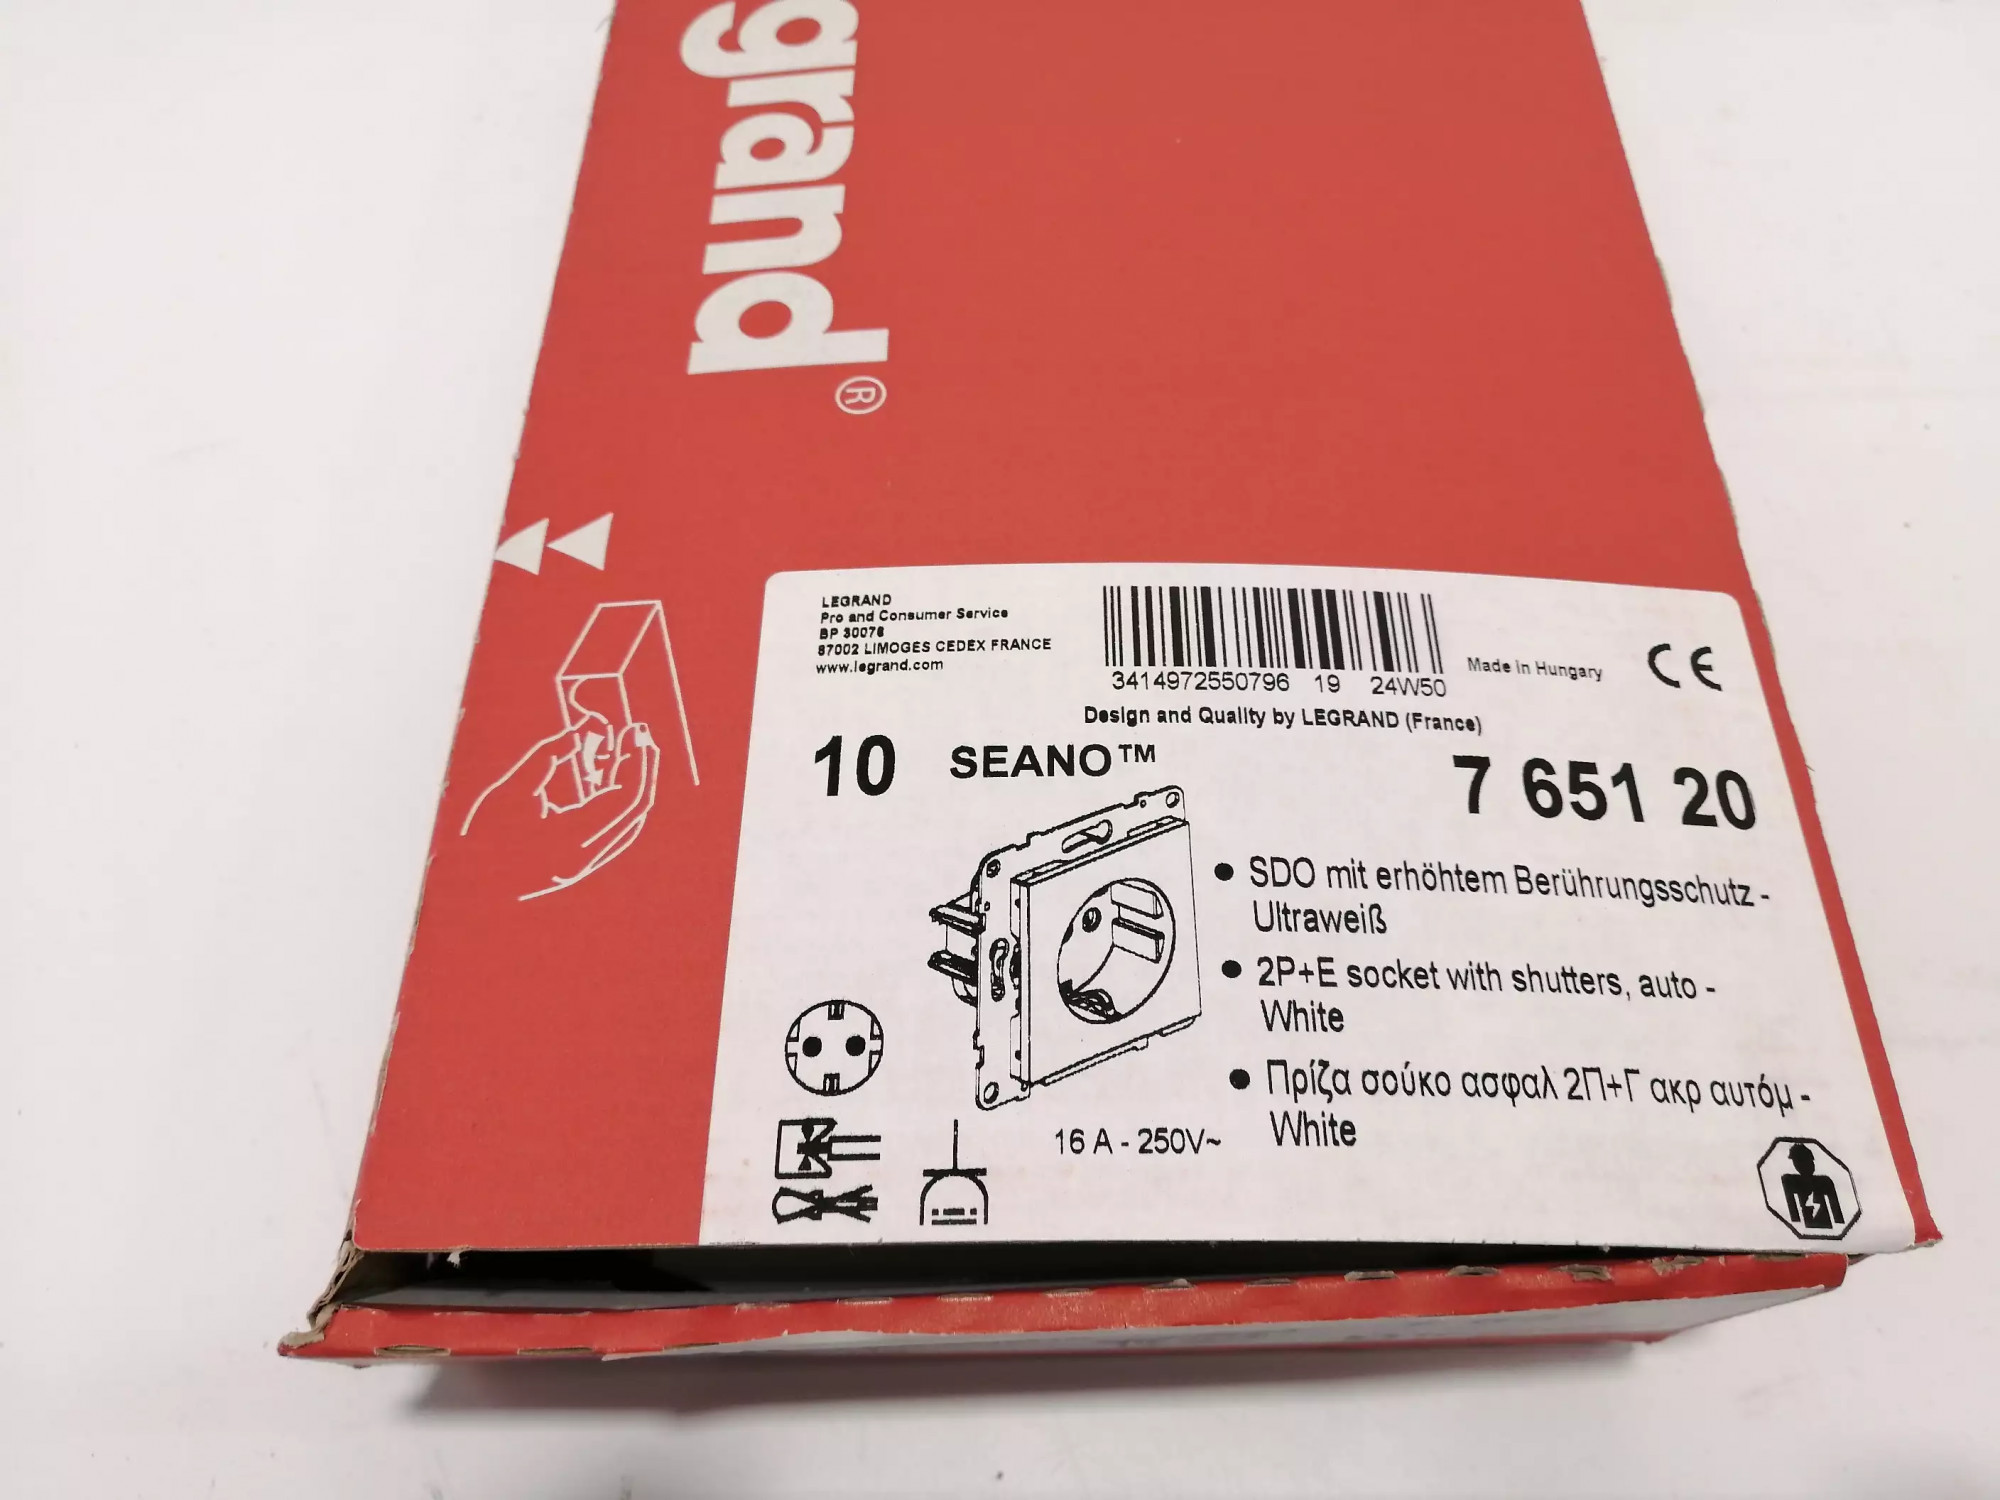 grand®
LEGRAND
Pro and Consumer Service
BP 30076
87002 LIMOGES CEDEX FRANCE
www.legrand.com
3414972550796 19 24W50
Made in Hungary
CE
Design and Quality by LEGRAND (France)
10 SEANO™ 7 651 20
• SDO mit erhöhtem Berührungsschutz -
Ultraweiß
• 2P+E socket with shutters, auto -
White
• Πρίζα σούκο ασφαλ 2Π+Γ ακρ αυτόμ -
White
16 A - 250V~